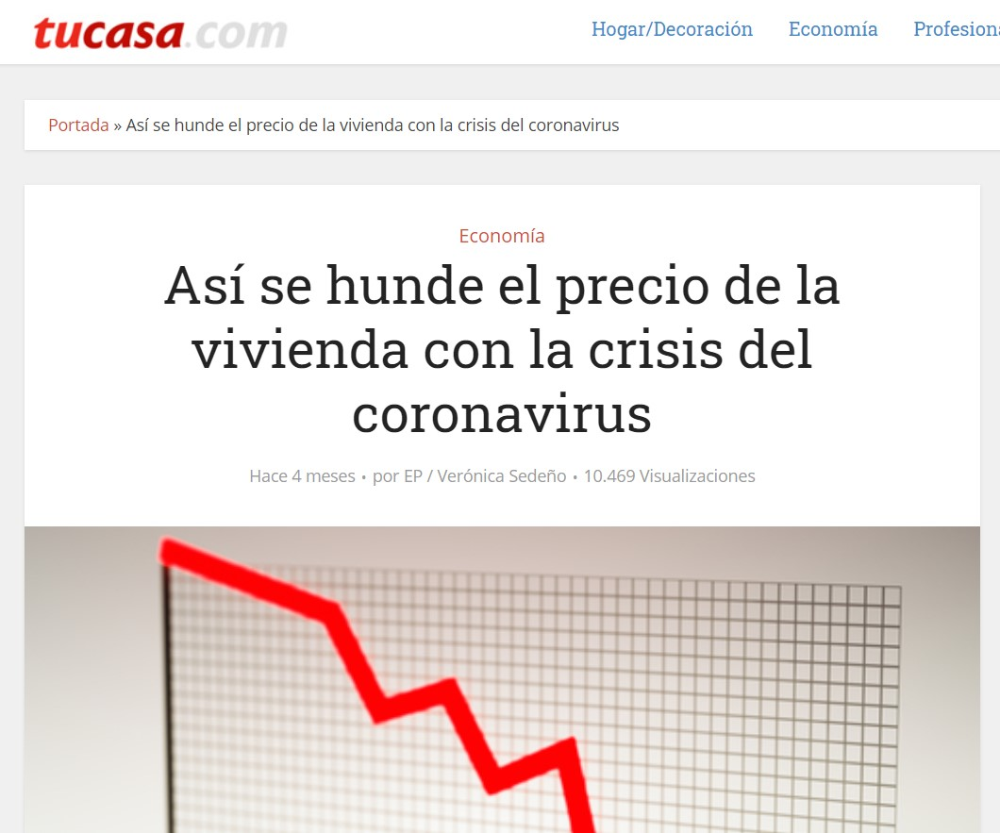 tucasa.com
Hogar/Decoración Economía Profesiona
Portada » Así se hunde el precio de la vivienda con la crisis del coronavirus
Economía
Así se hunde el precio de la
vivienda con la crisis del
coronavirus
Hace 4 meses • por EP / Verónica Sedeño • 10.469 Visualizaciones